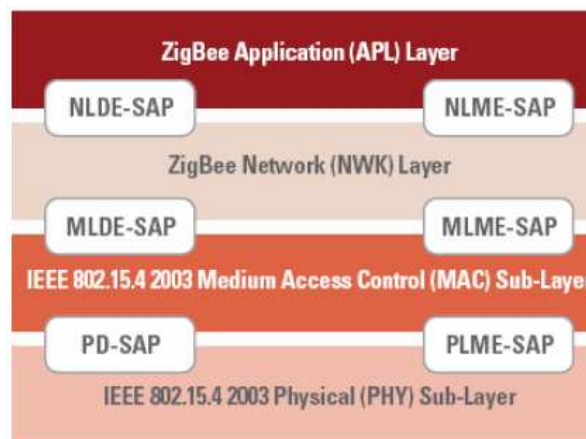 ZigBee Application (APL) Layer
NLDE-SAP NLME-SAP
ZigBee Network (NWK) Layer
MLDE-SAP MLME-SAP
IEEE 802.15.4 2003 Medium Access Control (MAC) Sub-Layer
PD-SAP PLME-SAP
IEEE 802.15.4 2003 Physical (PHY) Sub-Layer